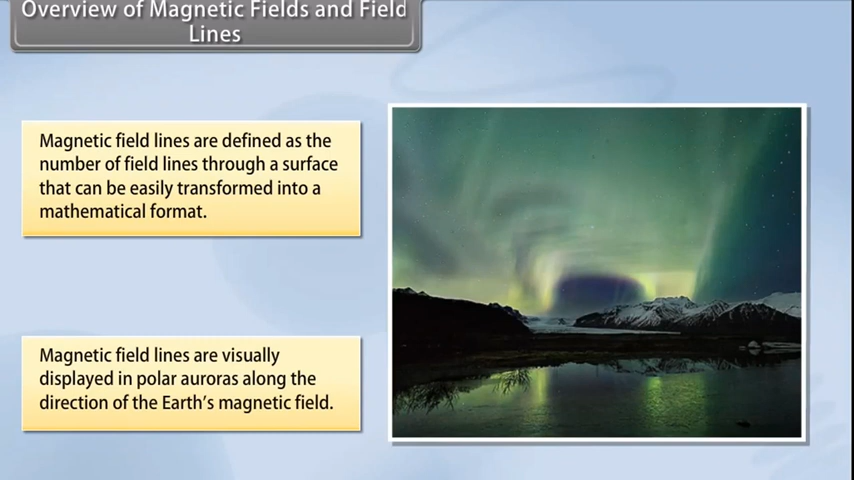 Overview of Magnetic Fields and Field
Lines
Magnetic field lines are defined as the
number of field lines through a surface
that can be easily transformed into a
mathematical format.
Magnetic field lines are visually
displayed in polar auroras along the
direction of the Earth's magnetic field.